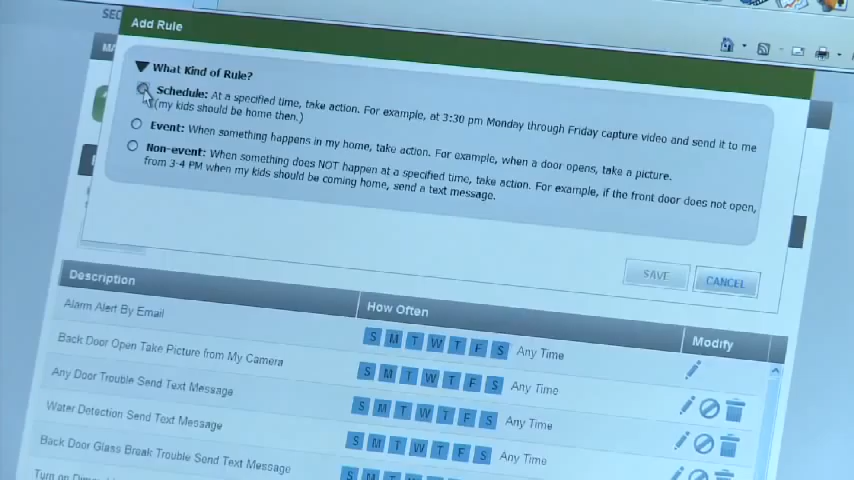 SEC
Add Rule
MA
What Kind of Rule?
Schedule: At a specified time, take action. For example, at 3:30 pm Monday through Friday capture video and send it to me
(my kids should be home then.)
Event: When something happens in my home, take action. For example, when a door opens, take a picture.
Non-event: When something does NOT happen at a specified time, take action. For example, if the front door does not open,
from 3-4 PM when my kids should be coming home, send a text message.
SAVE CANCEL
Description How Often Modify
Alarm Alert By Email S M T W T F S Any Time
Back Door Open Take Picture from My Camera S M T W T F S Any Time
Any Door Trouble Send Text Message S M T W T F S Any Time
Water Detection Send Text Message S M T W T F S Any Time
Back Door Glass Break Trouble Send Text Message S M T W T F S
Turn on